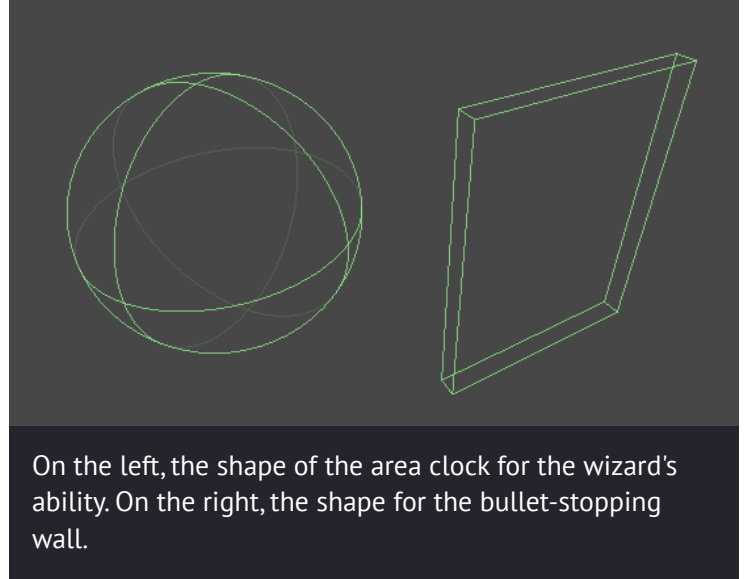 On the left, the shape of the area clock for the wizard's
ability. On the right, the shape for the bullet-stopping
wall.